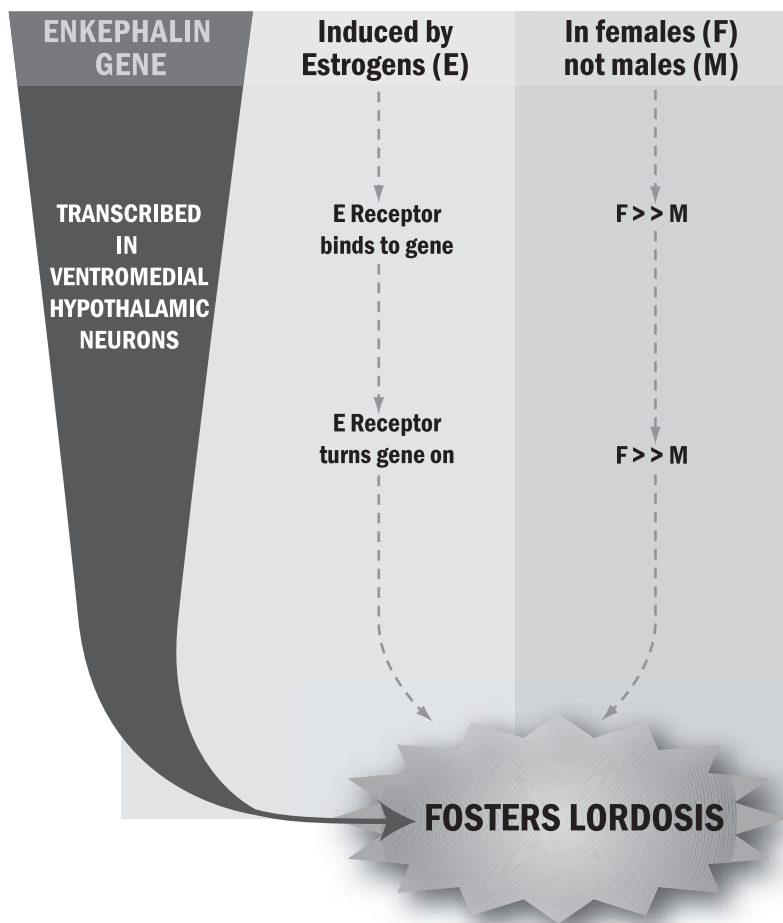 ENKEPHALIN
GENE
Induced by
Estrogens (E)
In females (F)
not males (M)
TRANSCRIBED
IN
VENTROMEDIAL
HYPOTHALAMIC
NEURONS
E Receptor
binds to gene
F > > M
E Receptor
turns gene on
F > > M
FOSTERS LORDOSIS